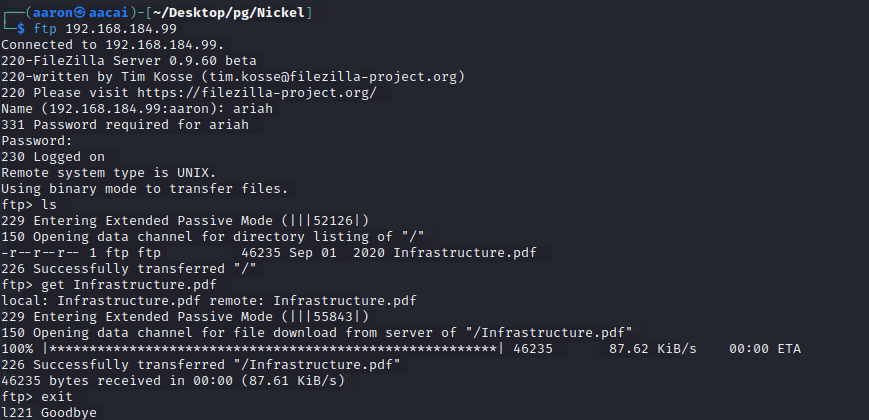 ┌──(aaron㉿aacai)-[~/Desktop/pg/Nickel]
└─$ ftp 192.168.184.99
Connected to 192.168.184.99.
220-FileZilla Server 0.9.60 beta
220-written by Tim Kosse (tim.kosse@filezilla-project.org)
220 Please visit https://filezilla-project.org/
Name (192.168.184.99:aaron): ariah
331 Password required for ariah
Password:
230 Logged on
Remote system type is UNIX.
Using binary mode to transfer files.
ftp> ls
229 Entering Extended Passive Mode (|||52126|)
150 Opening data channel for directory listing of "/"
-r--r--r-- 1 ftp ftp          46235 Sep 01  2020 Infrastructure.pdf
226 Successfully transferred "/"
ftp> get Infrastructure.pdf
local: Infrastructure.pdf remote: Infrastructure.pdf
229 Entering Extended Passive Mode (|||55843|)
150 Opening data channel for file download from server of "/Infrastructure.pdf"
100% |*********************************************************| 46235       87.62 KiB/s    00:00 ETA
226 Successfully transferred "/Infrastructure.pdf"
46235 bytes received in 00:00 (87.61 KiB/s)
ftp> exit
l221 Goodbye